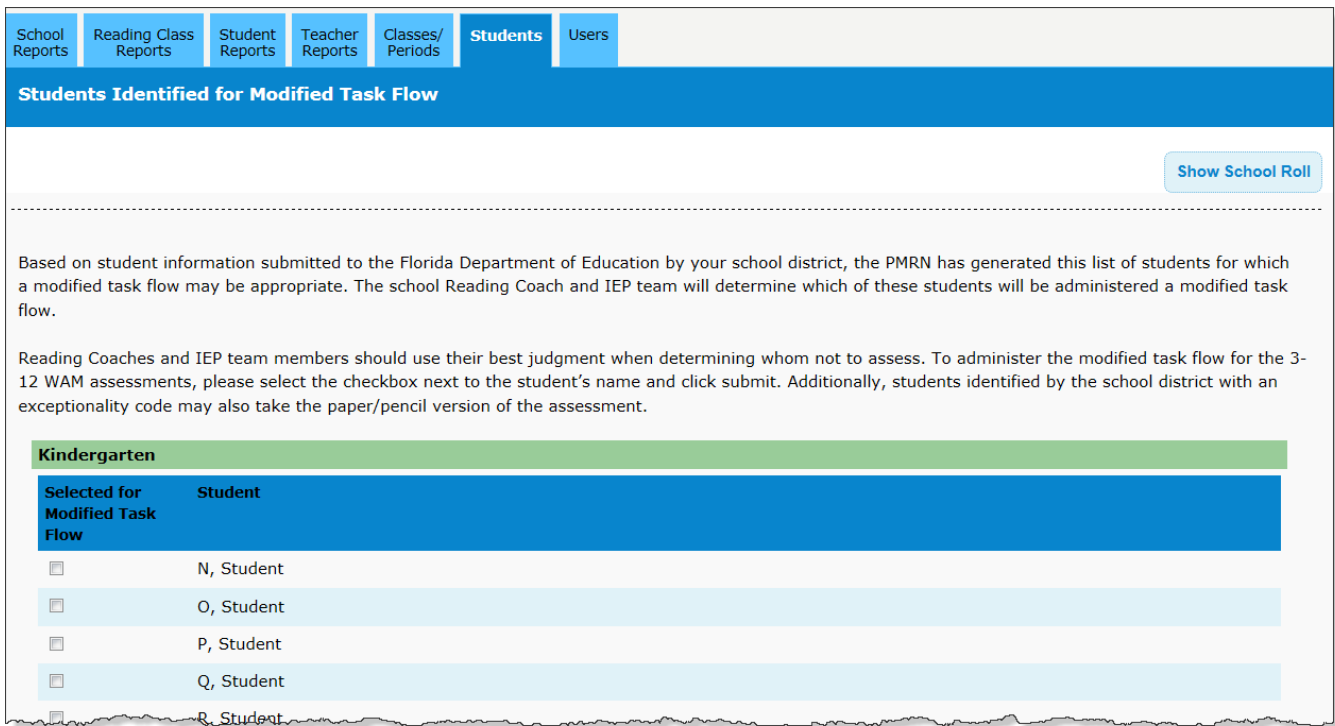 School Reports
Reading Class Reports
Student Reports
Teacher Reports
Classes/ Periods
Students
Users
Students Identified for Modified Task Flow
Show School Roll
Based on student information submitted to the Florida Department of Education by your school district, the PMRN has generated this list of students for which
a modified task flow may be appropriate. The school Reading Coach and IEP team will determine which of these students will be administered a modified task
flow.
Reading Coaches and IEP team members should use their best judgment when determining whom not to assess. To administer the modified task flow for the 3-
12 WAM assessments, please select the checkbox next to the student's name and click submit. Additionally, students identified by the school district with an
exceptionality code may also take the paper/pencil version of the assessment.
Kindergarten
Selected for Modified Task Flow
Student
N, Student
O, Student
P, Student
Q, Student
R, Student